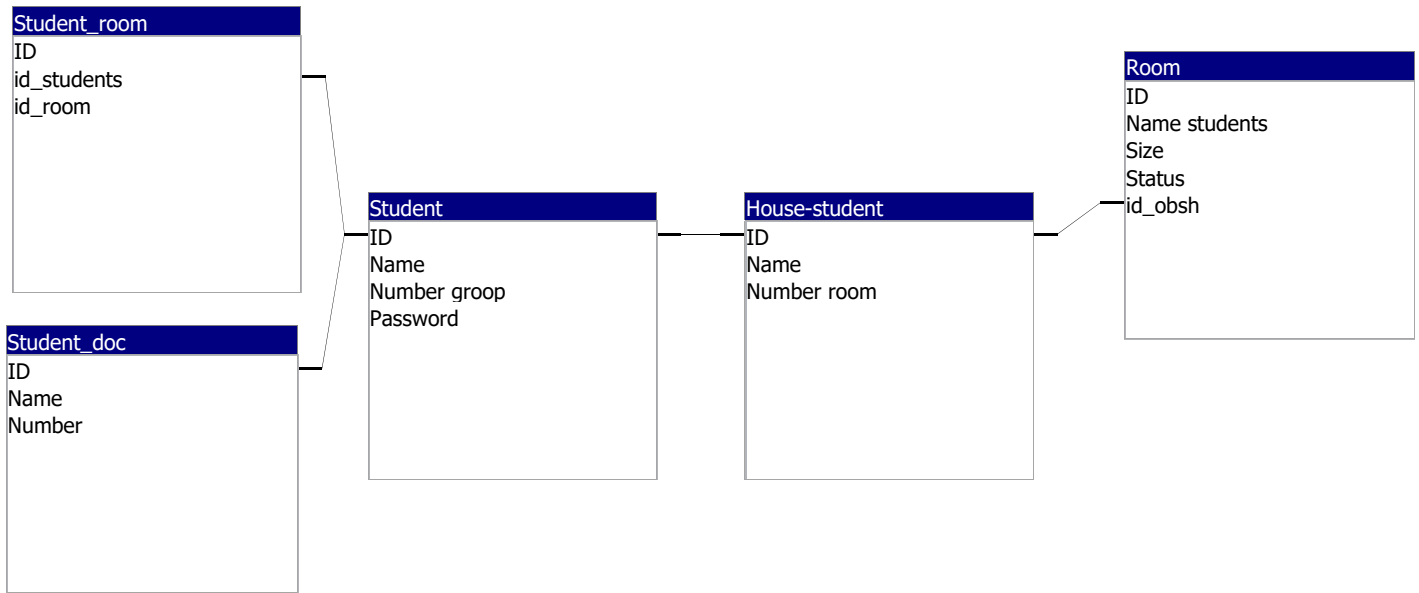 Student_room
ID
id_students
id_room
Student_doc
ID
Name
Number
Student
ID
Name
Number groop
Password
House-student
ID
Name
Number room
Room
ID
Name students
Size
Status
id_obsh